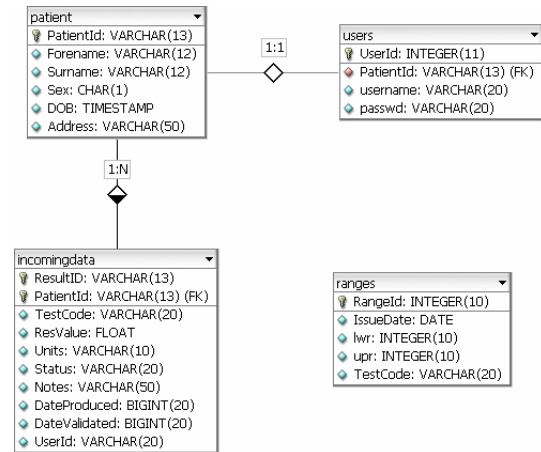 patient
PatientId: VARCHAR(13)
Forename: VARCHAR(12)
Surname: VARCHAR(12)
Sex: CHAR(1)
DOB: TIMESTAMP
Address: VARCHAR(50)
1:1
users
UserId: INTEGER(11)
PatientId: VARCHAR(13) (FK)
username: VARCHAR(20)
passwd: VARCHAR(20)
1:N
incomingdata
ResultID: VARCHAR(13)
PatientId: VARCHAR(13) (FK)
TestCode: VARCHAR(20)
ResValue: FLOAT
Units: VARCHAR(10)
Status: VARCHAR(20)
Notes: VARCHAR(50)
DateProduced: BIGINT(20)
DateValidated: BIGINT(20)
UserId: VARCHAR(20)
ranges
RangeId: INTEGER(10)
IssueDate: DATE
lwr: INTEGER(10)
upr: INTEGER(10)
TestCode: VARCHAR(20)